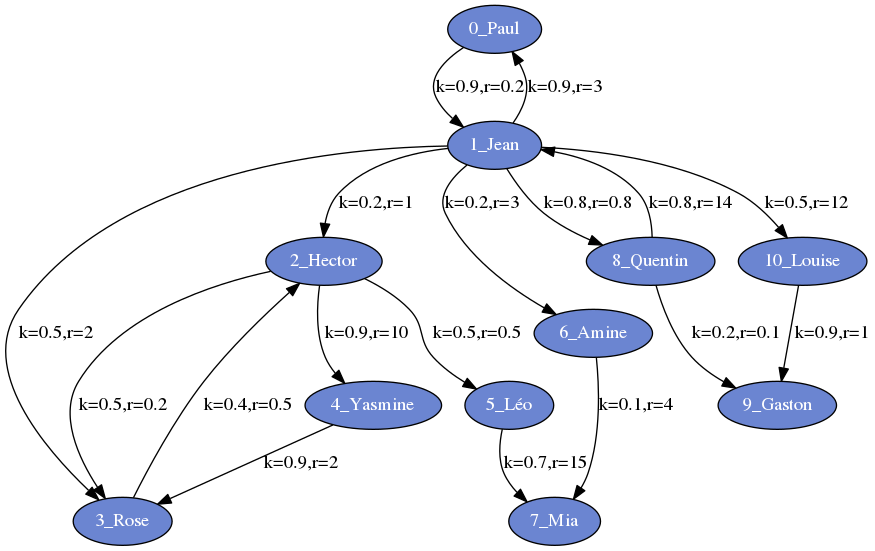 0_Paul
k=0.9,r=0.2
k=0.9,r=3
1_Jean
k=0.2,r=1
k=0.2,r=3
k=0.8,r=0.8
k=0.8,r=14
k=0.5,r=12
2_Hector
8_Quentin
10_Louise
k=0.5,r=2
k=0.9,r=10
k=0.5,r=0.5
6_Amine
k=0.2,r=0.1
k=0.9,r=1
k=0.5,r=0.2
k=0.4,r=0.5
4_Yasmine
5_Léo
k=0.1,r=4
9_Gaston
k=0.9,r=2
k=0.7,r=15
3_Rose
7_Mia